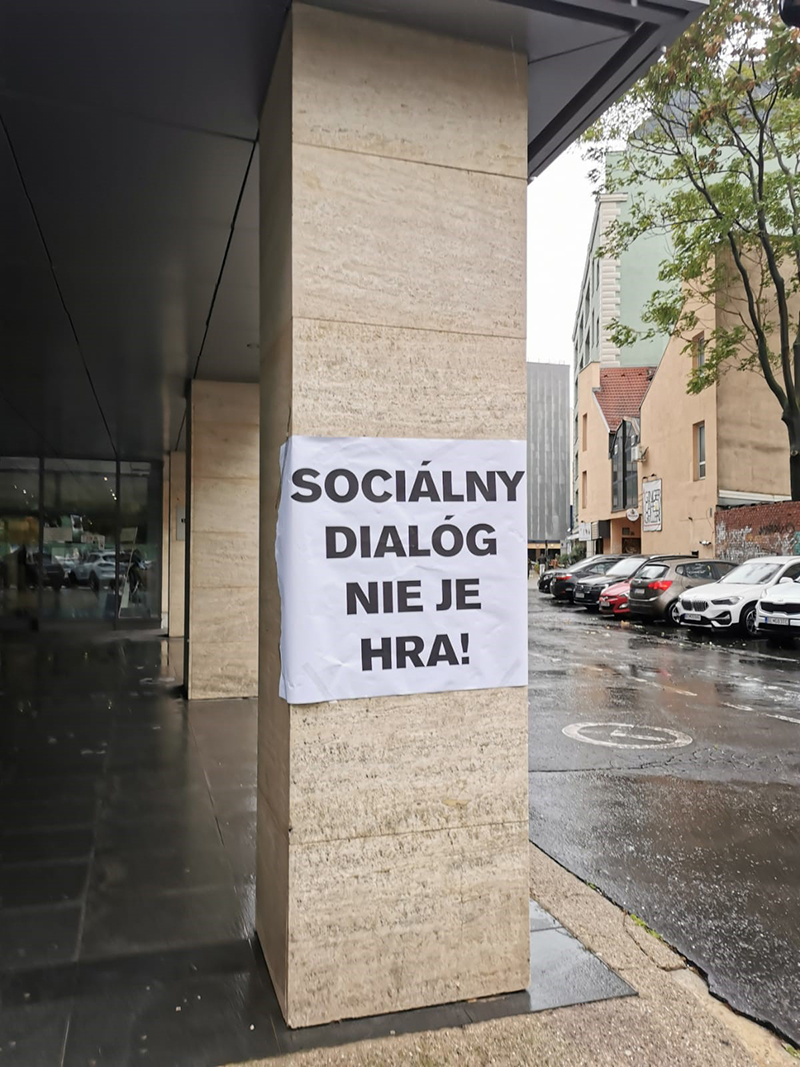 SOCIÁLNY
DIALÓG
NIE JE
HRA!